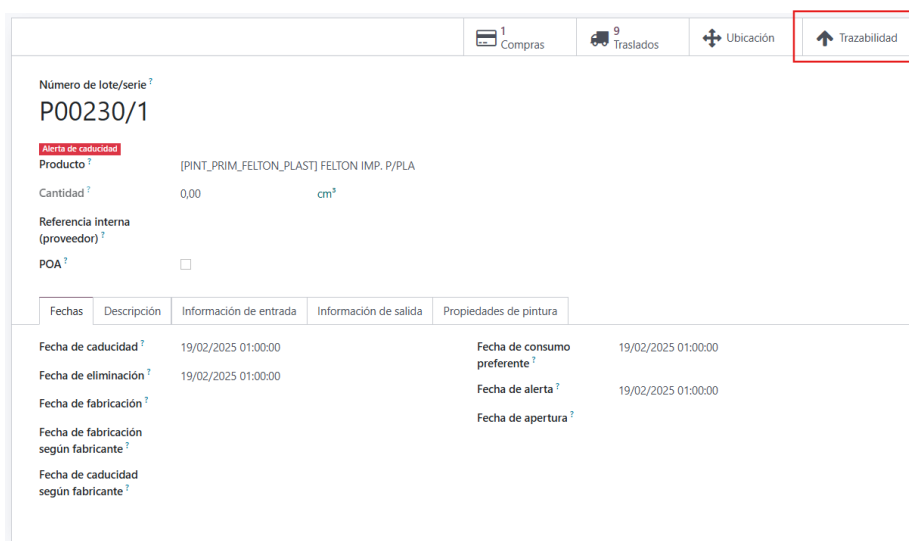 1
Compras
9
Traslados
Ubicación
Trazabilidad
Número de lote/serie ?
P00230/1
Alerta de caducidad
Producto ? [PINT_PRIM_FELTON_PLAST] FELTON IMP. P/PLA
Cantidad ? 0,00 cm³
Referencia interna
(proveedor) ?
POA ?
Fechas Descripción Información de entrada Información de salida Propiedades de pintura
Fecha de caducidad ? 19/02/2025 01:00:00
Fecha de eliminación ? 19/02/2025 01:00:00
Fecha de fabricación ?
Fecha de fabricación
según fabricante ?
Fecha de caducidad
según fabricante ?
Fecha de consumo 19/02/2025 01:00:00
preferente ?
Fecha de alerta ? 19/02/2025 01:00:00
Fecha de apertura ?